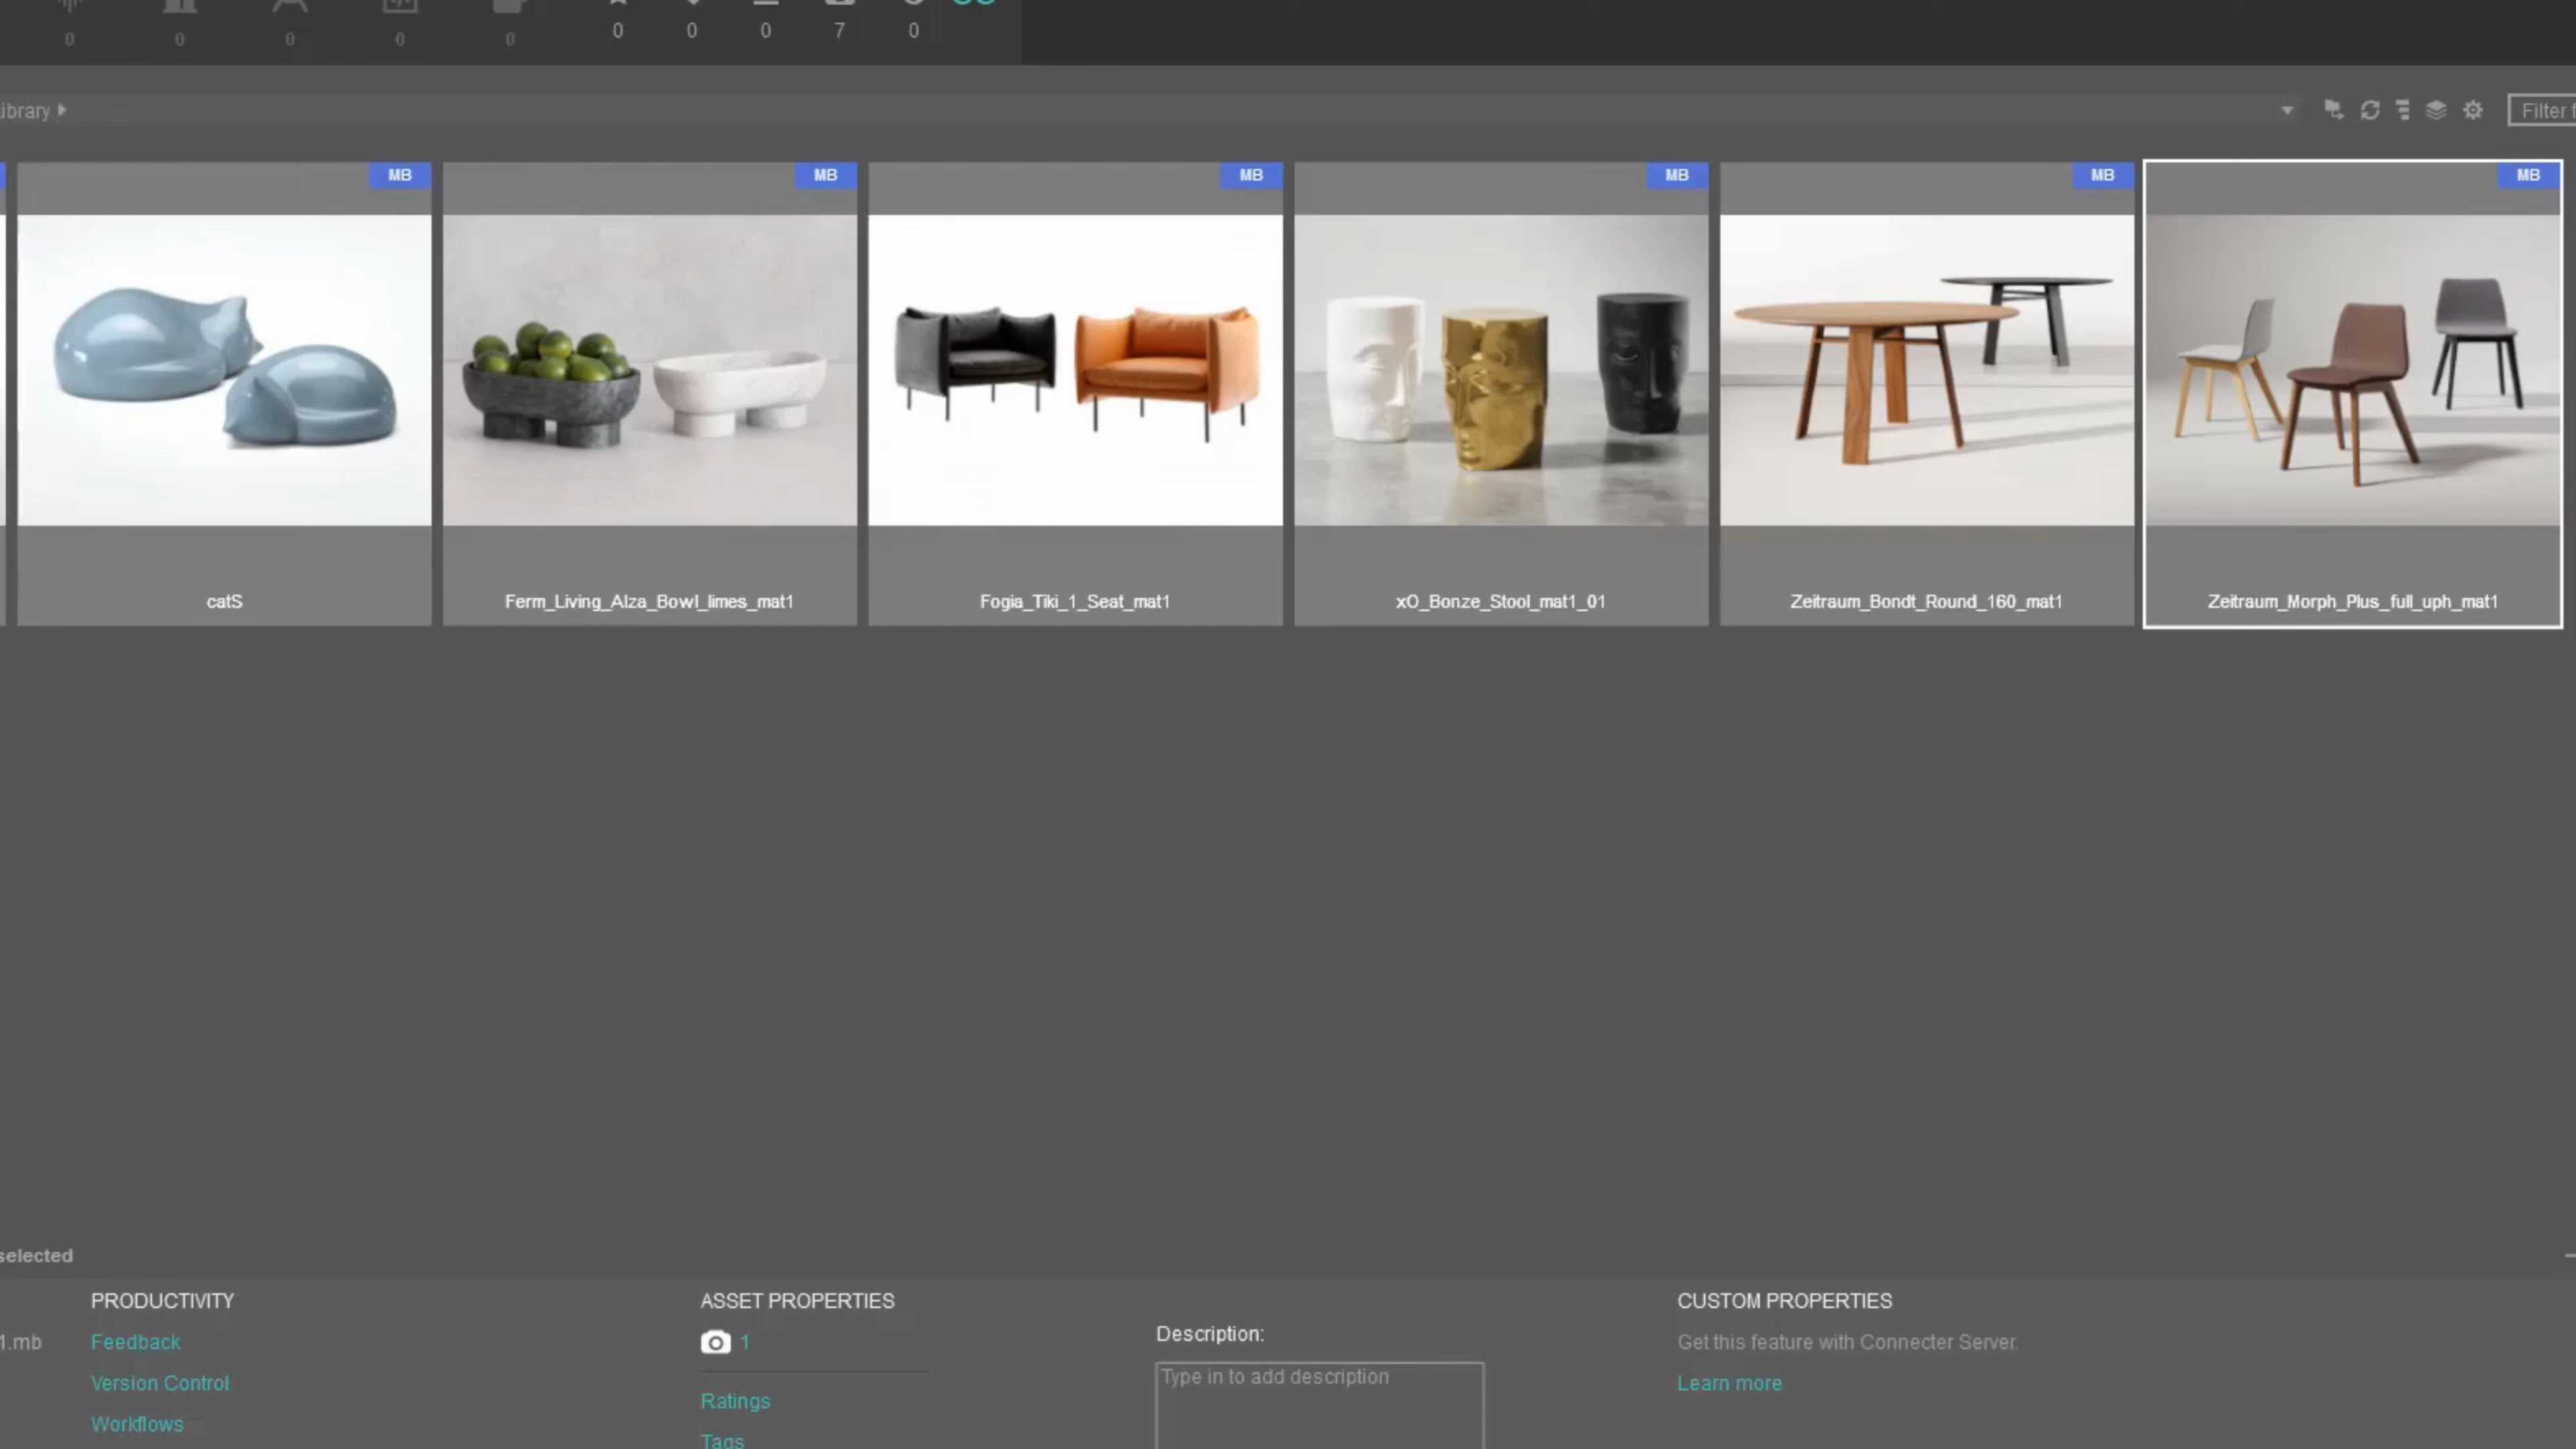 0 0 0 0 0 0 0 0 7 0
ibrary
Filter f
MB MB MB MB MB MB
catS
Ferm_Living_Alza_Bowl_limes_mat1
Fogia_Tiki_1_Seat_mat1
xO_Bonze_Stool_mat1_01
Zeitraum_Bondt_Round_160_mat1
Zeitraum_Morph_Plus_full_uph_mat1
selected
1.mb
PRODUCTIVITY
Feedback
Version Control
Workflows
ASSET PROPERTIES
1
Ratings
Tags
Description:
Type in to add description
CUSTOM PROPERTIES
Get this feature with Connecter Server.
Learn more